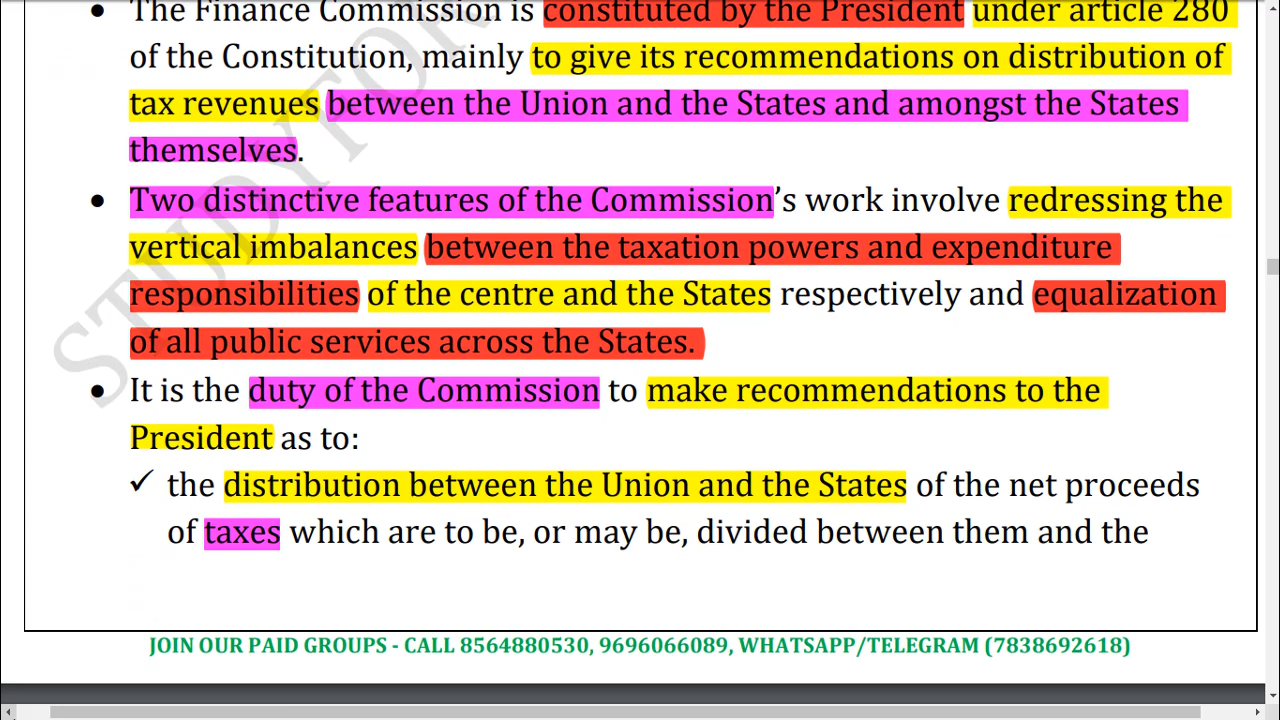 • The Finance Commission is constituted by the President under article 280
of the Constitution, mainly to give its recommendations on distribution of
tax revenues between the Union and the States and amongst the States
themselves.
• Two distinctive features of the Commission’s work involve redressing the
vertical imbalances between the taxation powers and expenditure
responsibilities of the centre and the States respectively and equalization
of all public services across the States.
• It is the duty of the Commission to make recommendations to the
President as to:
✓ the distribution between the Union and the States of the net proceeds
of taxes which are to be, or may be, divided between them and the
JOIN OUR PAID GROUPS - CALL 8564880530, 9696066089, WHATSAPP/TELEGRAM (7838692618)
STUDY FOR